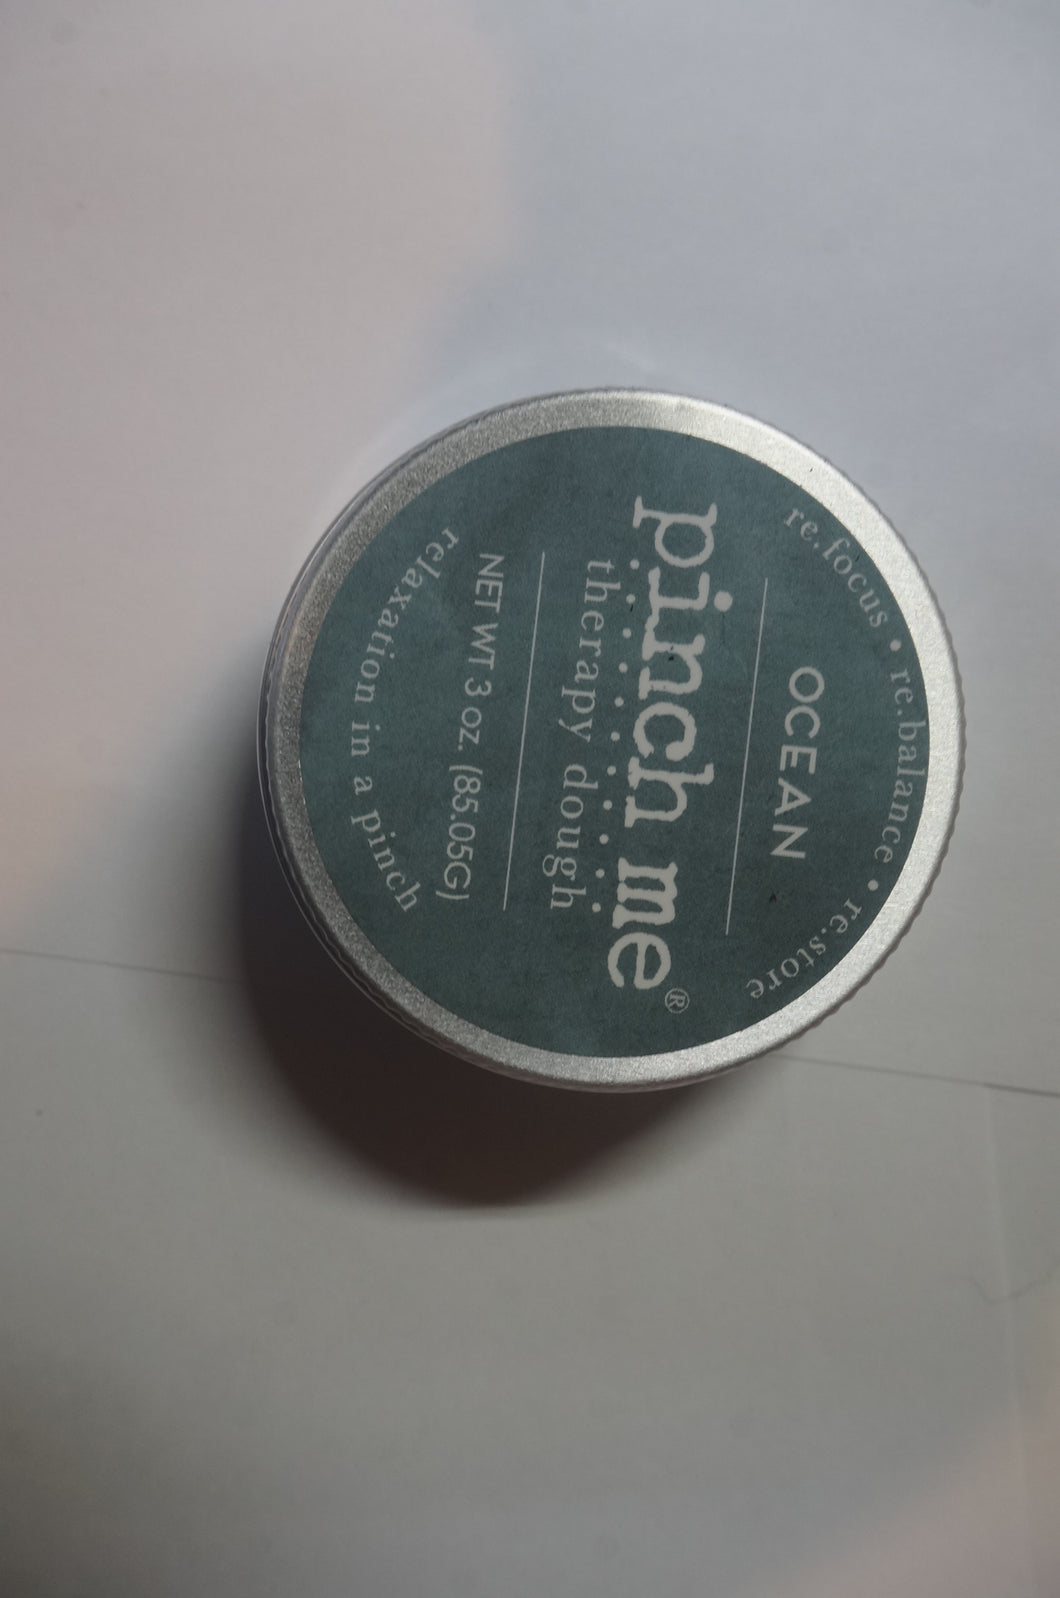 re.focus • re.balance • re.store
OCEAN
pinch me®
therapy dough
NET WT 3 OZ. (85.05G)
relaxation in a pinch